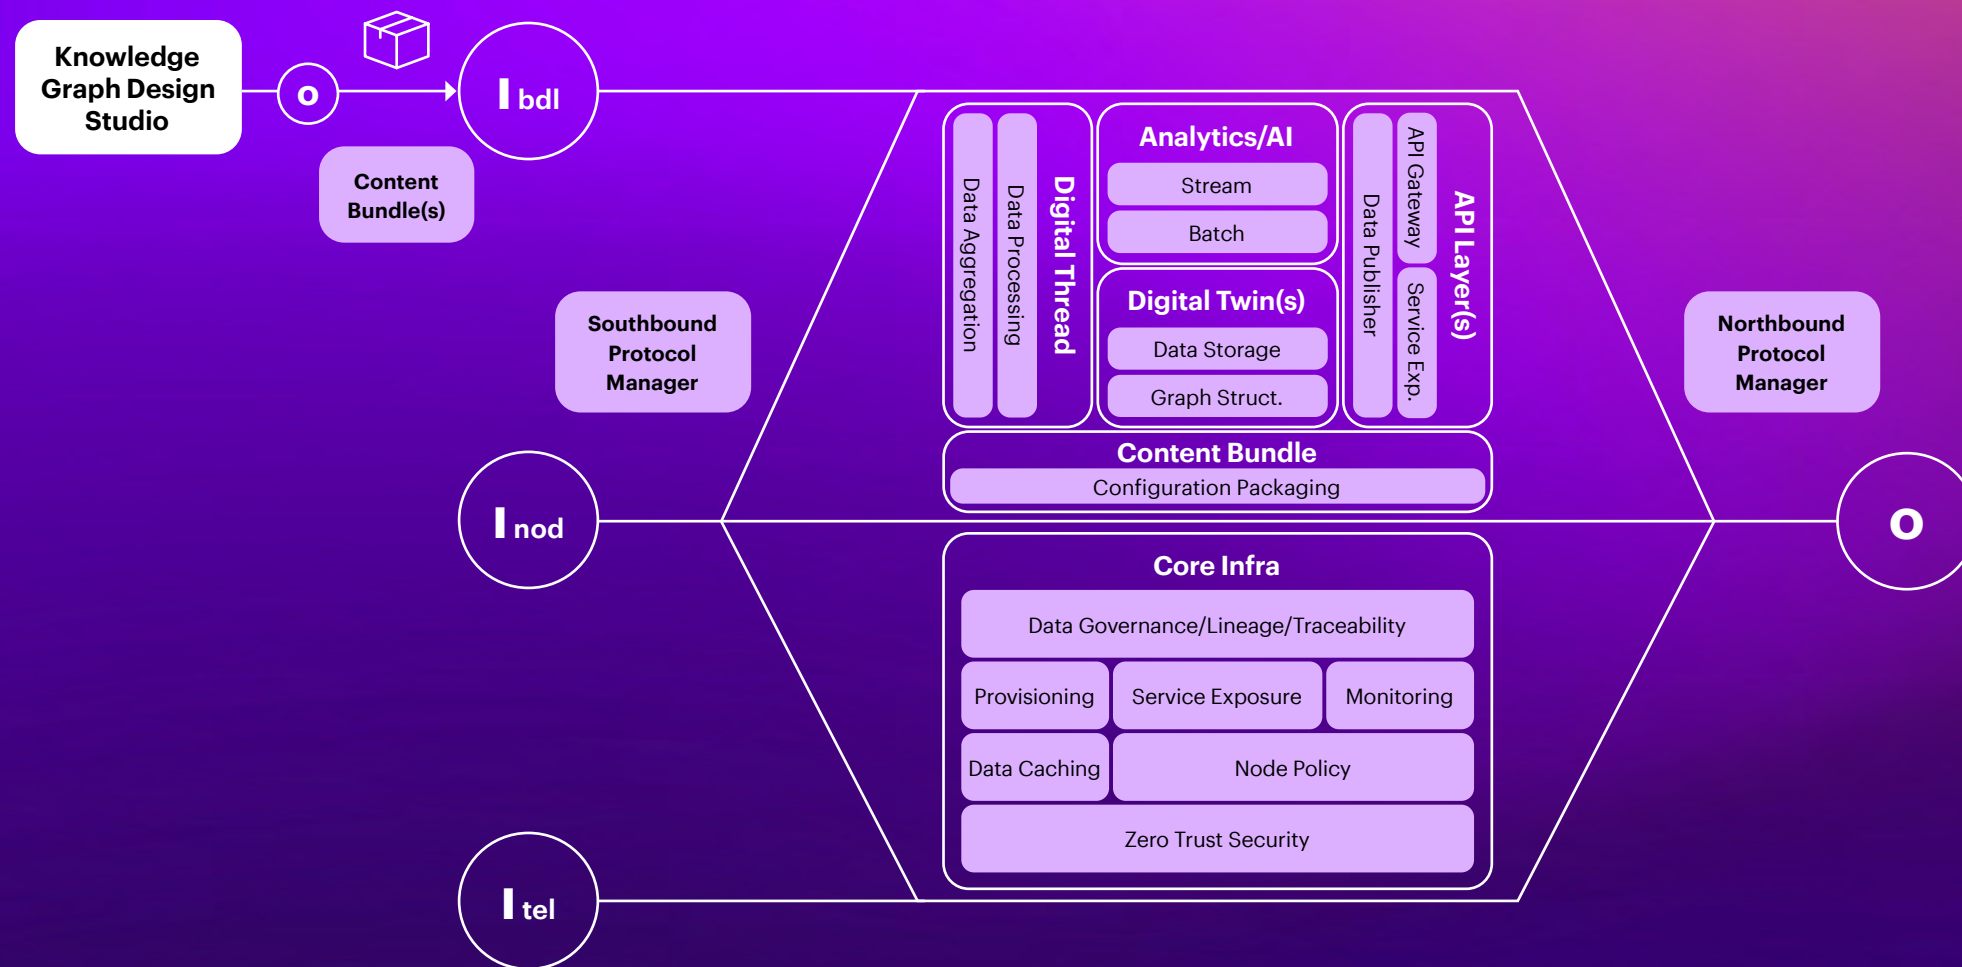 Knowledge
Graph Design
Studio
O
I bdl
Content
Bundle(s)
Southbound
Protocol
Manager
I nod
I tel
Data Aggregation
Data Processing
Digital Thread
Analytics/AI
Stream
Batch
Digital Twin(s)
Data Storage
Graph Struct.
Data Publisher
API Gateway
Service Exp.
API Layer(s)
Content Bundle
Configuration Packaging
Core Infra
Data Governance/Lineage/Traceability
Provisioning
Service Exposure
Monitoring
Data Caching
Node Policy
Zero Trust Security
Northbound
Protocol
Manager
O